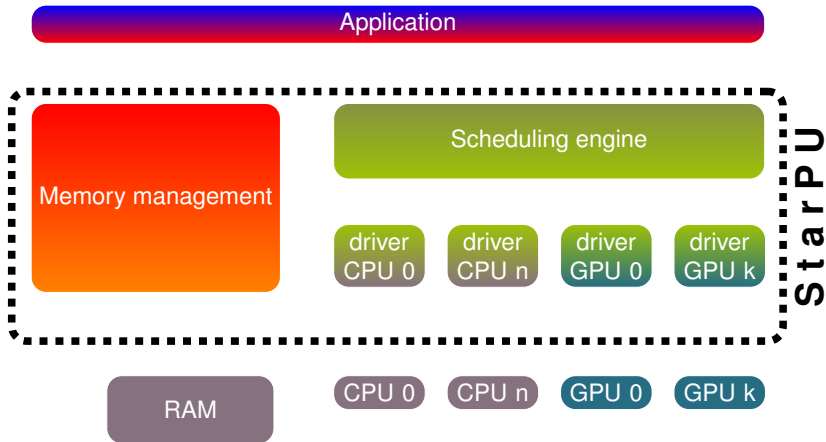 Application
Memory management
Scheduling engine
StarPU
driver
CPU 0
driver
CPU n
driver
GPU 0
driver
GPU k
RAM
CPU 0
CPU n
GPU 0
GPU k